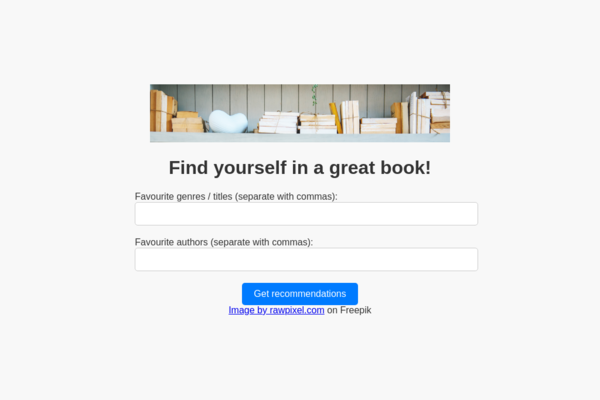 Find yourself in a great book!
Favourite genres / titles (separate with commas):
Favourite authors (separate with commas):
Get recommendations
Image by rawpixel.com on Freepik